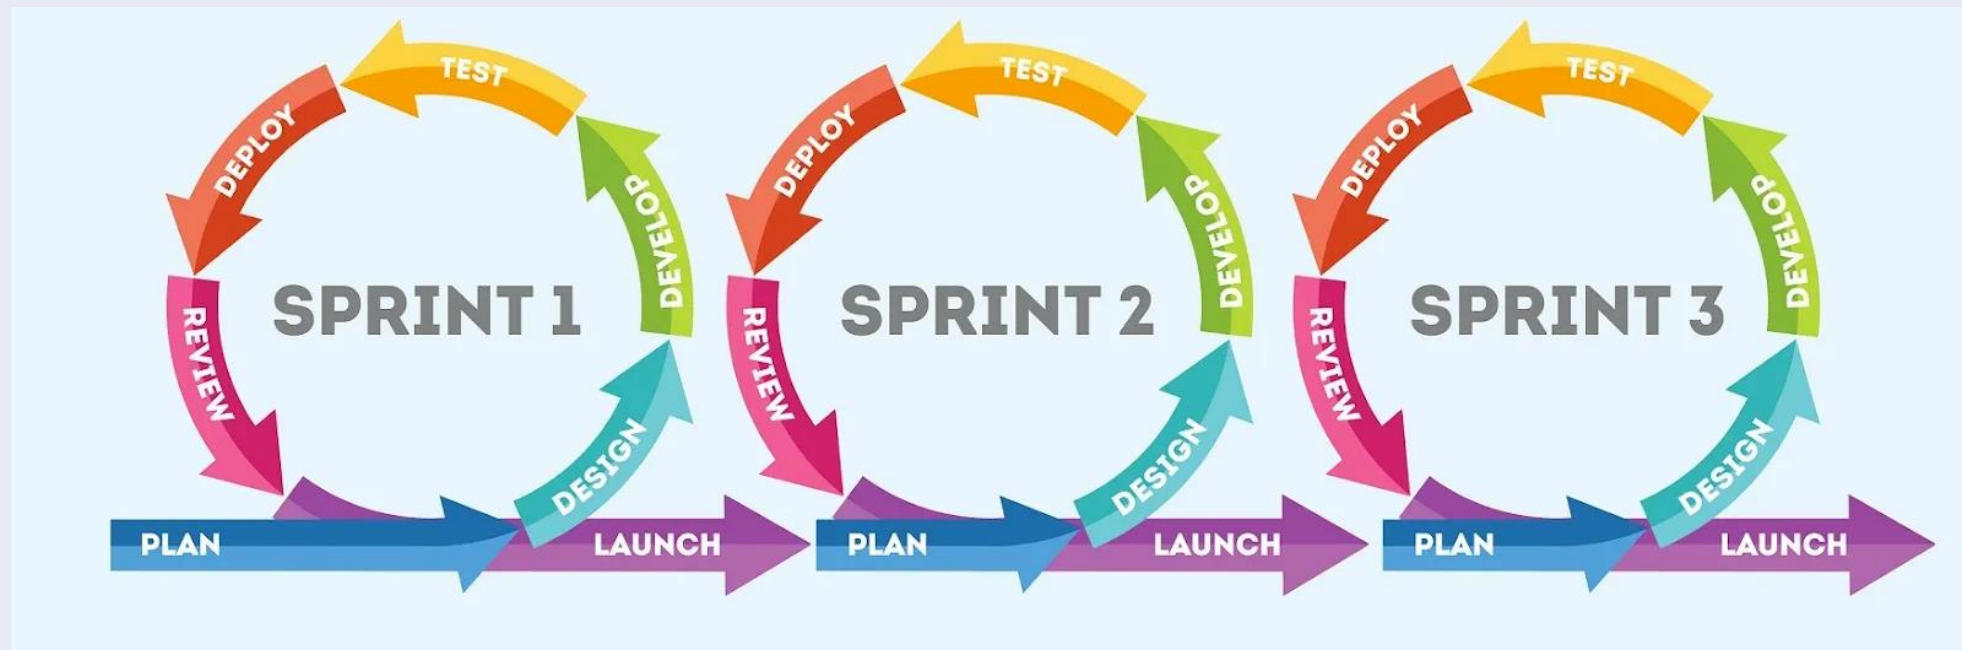 TEST
DEPLOY
DEVELOP
SPRINT 1
REVIEW
DESIGN
PLAN
LAUNCH
TEST
DEPLOY
DEVELOP
SPRINT 2
REVIEW
DESIGN
PLAN
LAUNCH
TEST
DEPLOY
DEVELOP
SPRINT 3
REVIEW
DESIGN
PLAN
LAUNCH